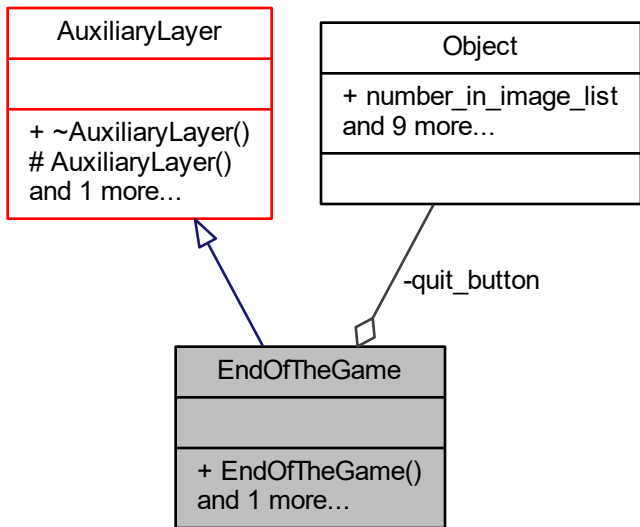 AuxiliaryLayer
+ ~AuxiliaryLayer()
# AuxiliaryLayer()
and 1 more...
Object
+ number_in_image_list
and 9 more...
-quit_button
EndOfTheGame
+ EndOfTheGame()
and 1 more...